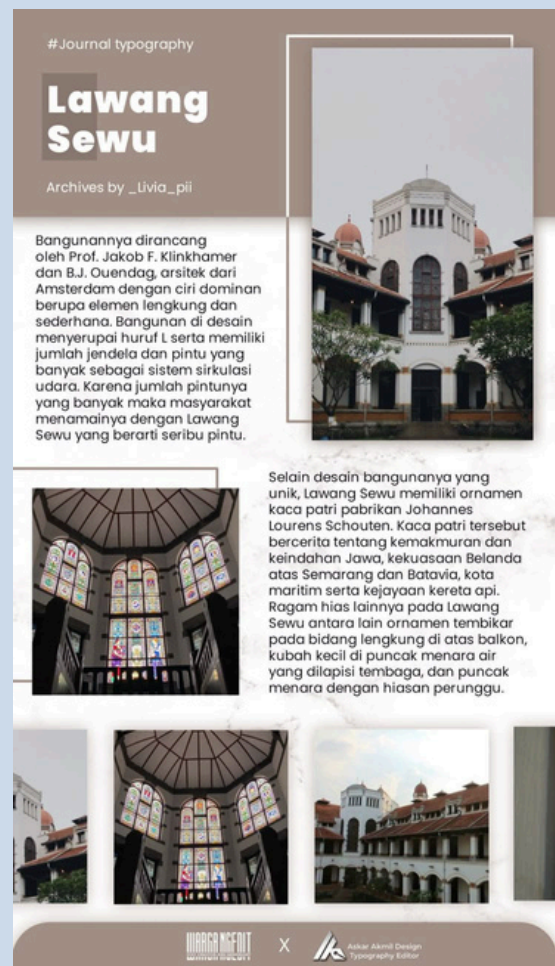 #Journal typography
Lawang
Sewu
Archives by _Livia_pii
Bangunannya dirancang
oleh Prof. Jakob F. Klinkhamer
dan B.J. Ouendag, arsitek dari
Amsterdam dengan ciri dominan
berupa elemen lengkung dan
sederhana. Bangunan di desain
menyerupai huruf L serta memiliki
jumlah jendela dan pintu yang
banyak sebagai sistem sirkulasi
udara. Karena jumlah pintunya
yang banyak maka masyarakat
menamainya dengan Lawang
Sewu yang berarti seribu pintu.
Selain desain bangunanya yang
unik, Lawang Sewu memiliki ornamen
kaca patri pabrikan Johannes
Lourens Schouten. Kaca patri tersebut
bercerita tentang kemakmuran dan
keindahan Jawa, kekuasaan Belanda
atas Semarang dan Batavia, kota
maritim serta kejayaan kereta api.
Ragam hias lainnya pada Lawang
Sewu antara lain ornamen tembikar
pada bidang lengkung di atas balkon,
kubah kecil di puncak menara air
yang dilapisi tembaga, dan puncak
menara dengan hiasan perunggu.
WARGA NGEDIT X Askar Akmil Design
Typography Editor